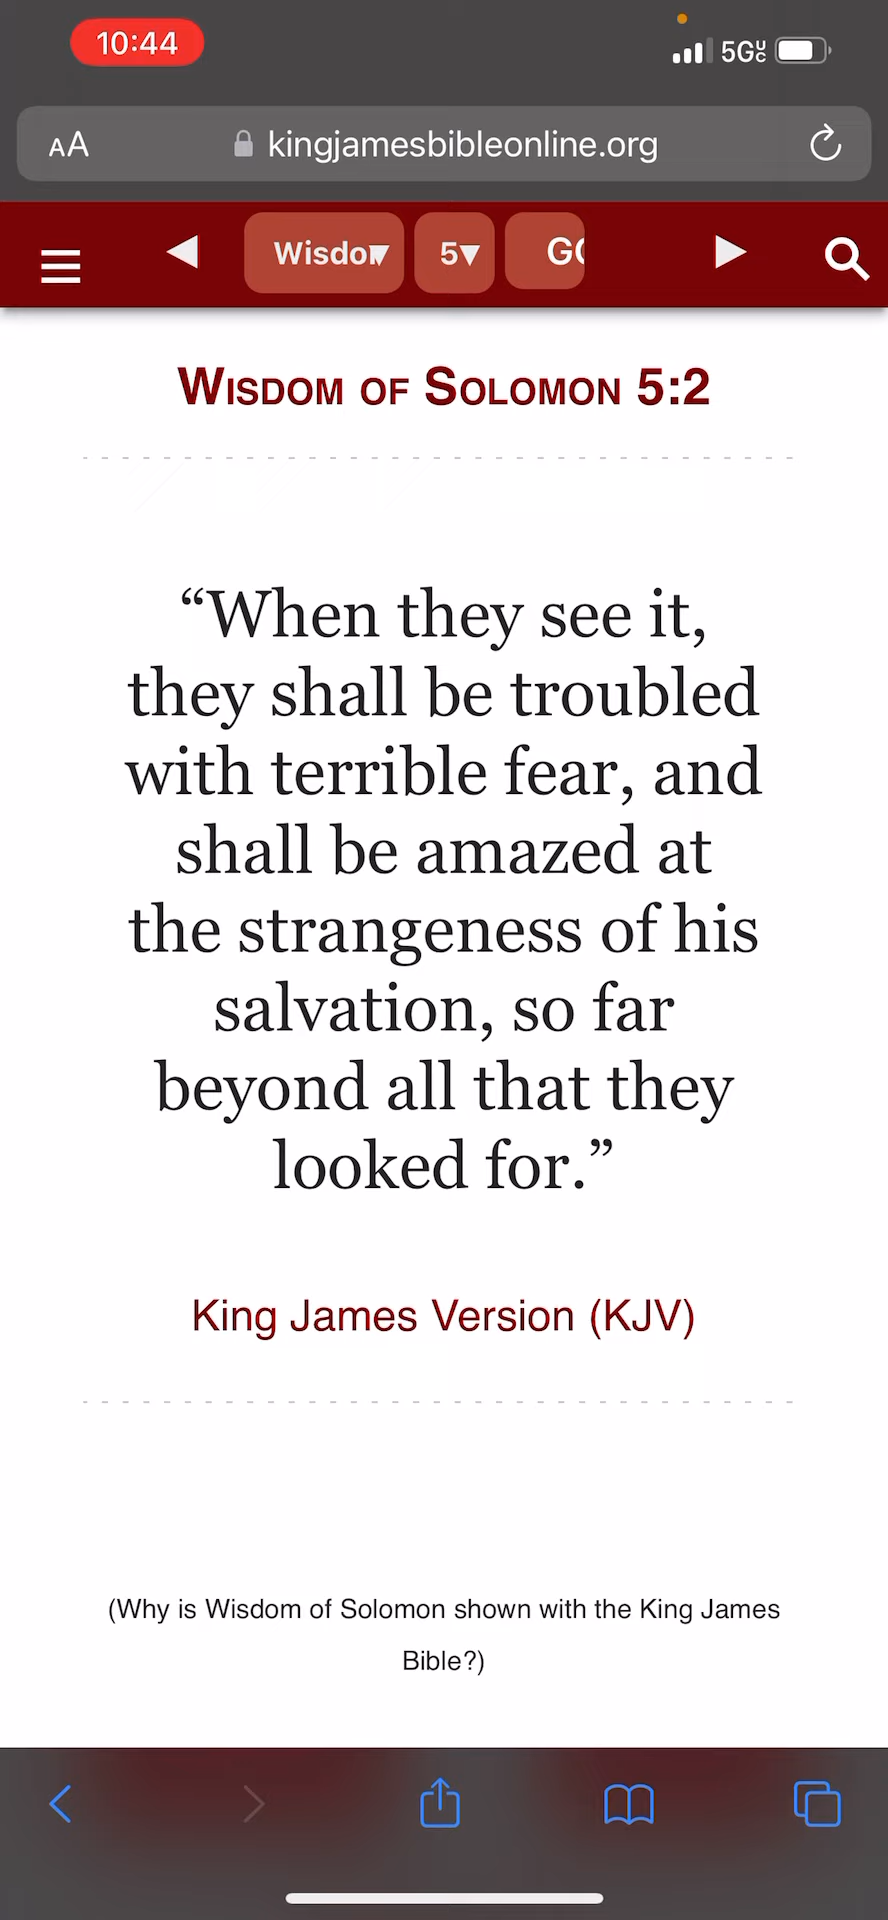 10:44
5G UC
AA
kingjamesbibleonline.org
Wisdo
5
GO
Wisdom of Solomon 5:2
“When they see it,
they shall be troubled
with terrible fear, and
shall be amazed at
the strangeness of his
salvation, so far
beyond all that they
looked for.”
King James Version (KJV)
(Why is Wisdom of Solomon shown with the King James
Bible?)